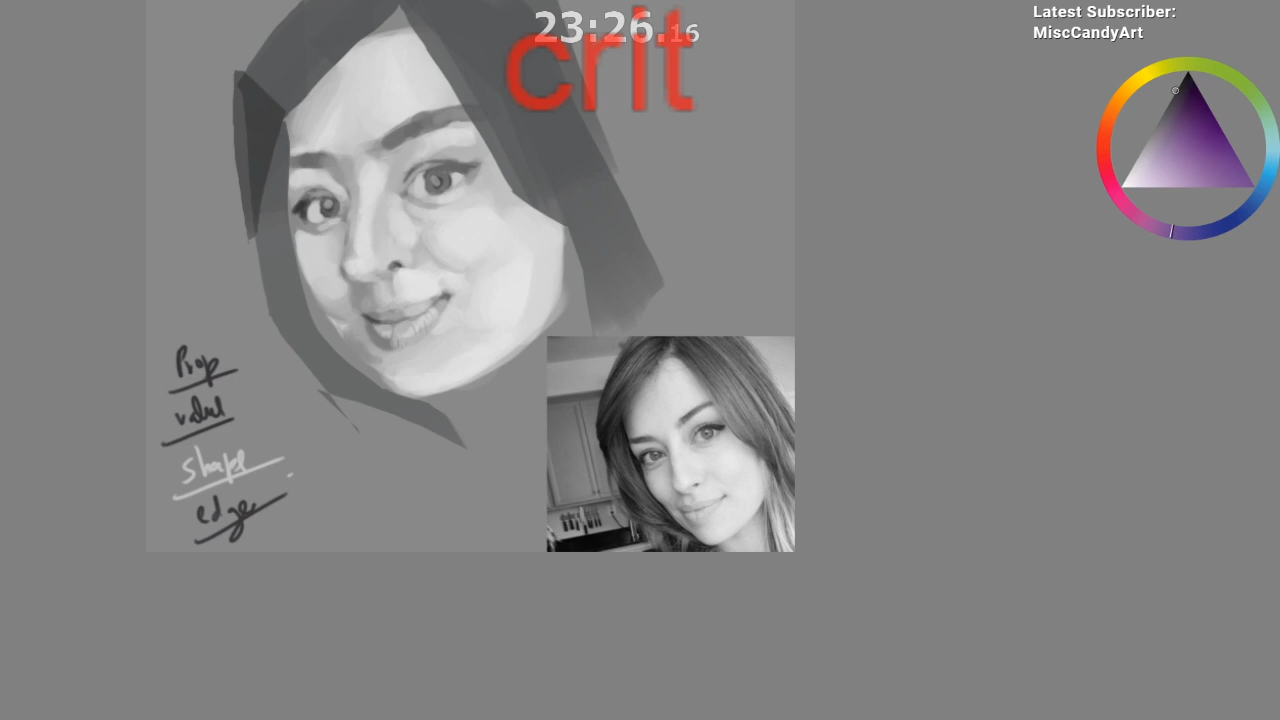 23:26.16
crit
Latest Subscriber:
MiscCandyArt
Prop
value
shape
edge